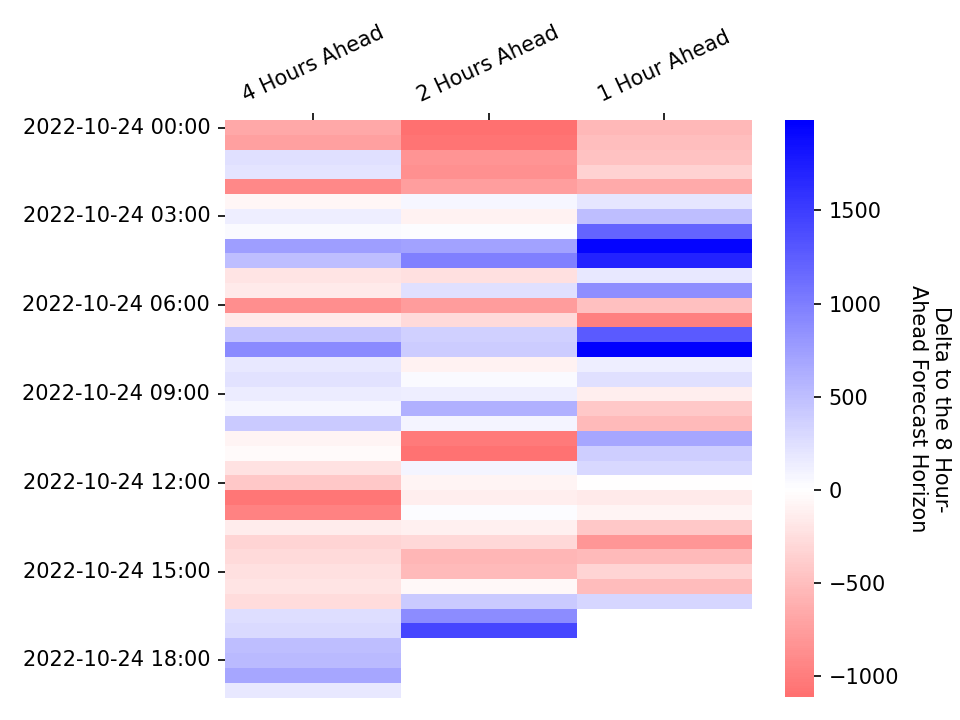 4 Hours Ahead
2 Hours Ahead
1 Hour Ahead
2022-10-24 00:00
2022-10-24 03:00
2022-10-24 06:00
2022-10-24 09:00
2022-10-24 12:00
2022-10-24 15:00
2022-10-24 18:00
1500
1000
500
0
−500
−1000
Delta to the 8 Hour-
Ahead Forecast Horizon